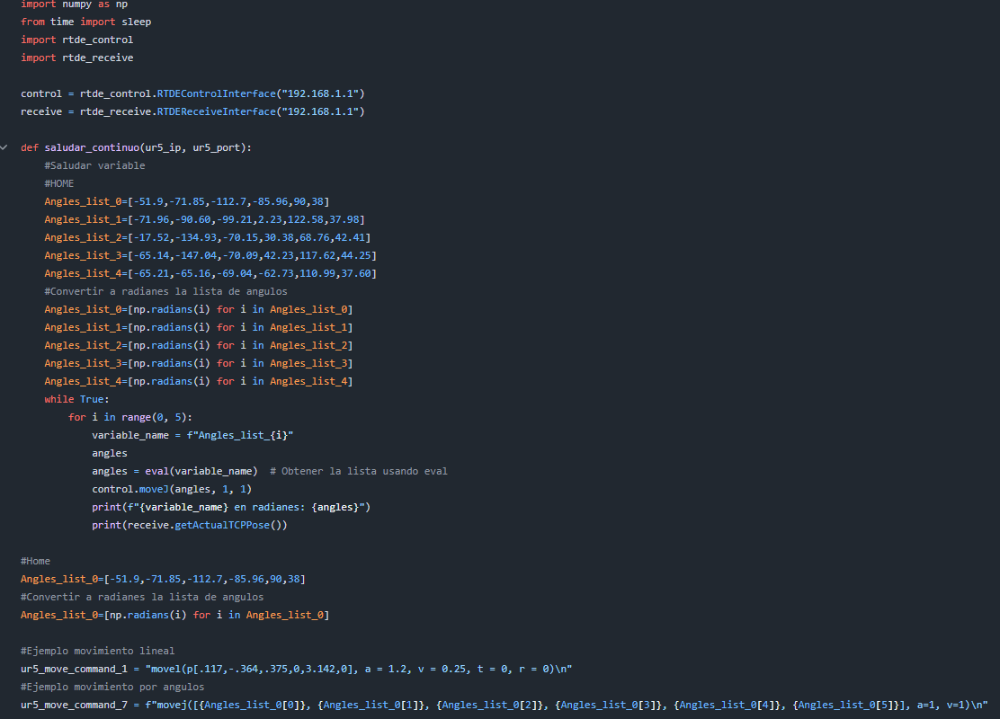 import numpy as np
from time import sleep
import rtde_control
import rtde_receive

control = rtde_control.RTDEControlInterface("192.168.1.1")
receive = rtde_receive.RTDEReceiveInterface("192.168.1.1")

def saludar_continuo(ur5_ip, ur5_port):
    #Saludar variable
    #HOME
    Angles_list_0=[-51.9,-71.85,-112.7,-85.96,90,38]
    Angles_list_1=[-71.96,-90.60,-99.21,2.23,122.58,37.98]
    Angles_list_2=[-17.52,-134.93,-70.15,30.38,68.76,42.41]
    Angles_list_3=[-65.14,-147.04,-70.09,42.23,117.62,44.25]
    Angles_list_4=[-65.21,-65.16,-69.04,-62.73,110.99,37.60]
    #Convertir a radianes la lista de angulos
    Angles_list_0=[np.radians(i) for i in Angles_list_0]
    Angles_list_1=[np.radians(i) for i in Angles_list_1]
    Angles_list_2=[np.radians(i) for i in Angles_list_2]
    Angles_list_3=[np.radians(i) for i in Angles_list_3]
    Angles_list_4=[np.radians(i) for i in Angles_list_4]
    while True:
        for i in range(0, 5):
            variable_name = f"Angles_list_{i}"
            angles
            angles = eval(variable_name)  # Obtener la lista usando eval
            control.moveJ(angles, 1, 1)
            print(f"{variable_name} en radianes: {angles}")
            print(receive.getActualTCPPose())

#Home
Angles_list_0=[-51.9,-71.85,-112.7,-85.96,90,38]
#Convertir a radianes la lista de angulos
Angles_list_0=[np.radians(i) for i in Angles_list_0]

#Ejemplo movimiento lineal
ur5_move_command_1 = "movel(p[.117,-.364,.375,0,3.142,0], a = 1.2, v = 0.25, t = 0, r = 0)\n"
#Ejemplo movimiento por angulos
ur5_move_command_7 = f"movej([{Angles_list_0[0]}, {Angles_list_0[1]}, {Angles_list_0[2]}, {Angles_list_0[3]}, {Angles_list_0[4]}, {Angles_list_0[5]}], a=1, v=1)\n"